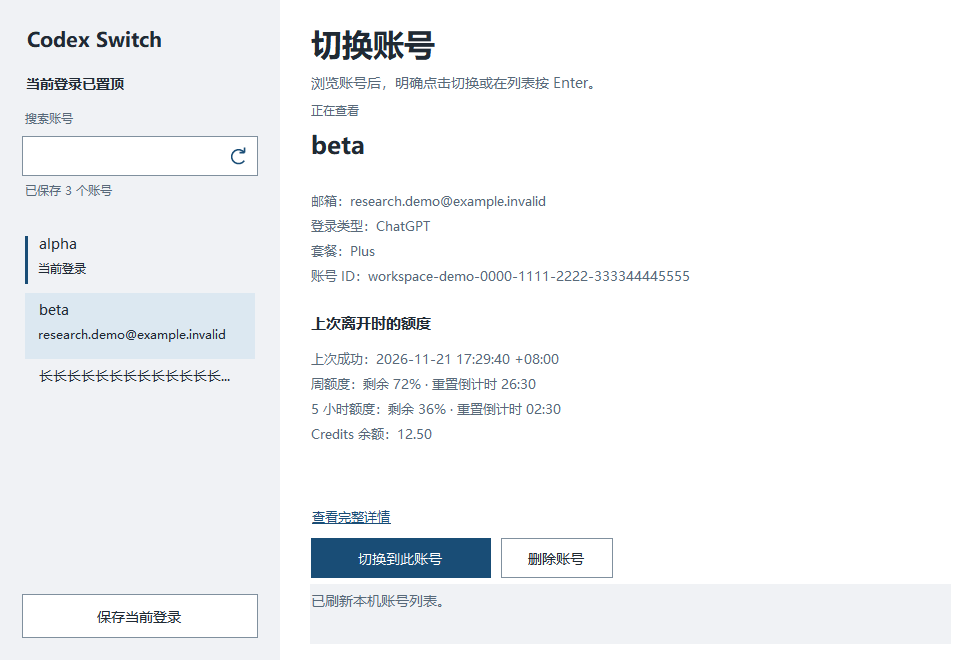 Codex Switch
当前登录已置顶
搜索账号
已保存 3 个账号
alpha
当前登录
beta
research.demo@example.invalid
长长长长长长长长长长长长长...
保存当前登录
切换账号
浏览账号后，明确点击切换或在列表按 Enter。
正在查看
beta
邮箱：research.demo@example.invalid
登录类型：ChatGPT
套餐：Plus
账号 ID：workspace-demo-0000-1111-2222-333344445555
上次离开时的额度
上次成功：2026-11-21 17:29:40 +08:00
周额度：剩余 72% · 重置倒计时 26:30
5 小时额度：剩余 36% · 重置倒计时 02:30
Credits 余额：12.50
查看完整详情
切换到此账号
删除账号
已刷新本机账号列表。